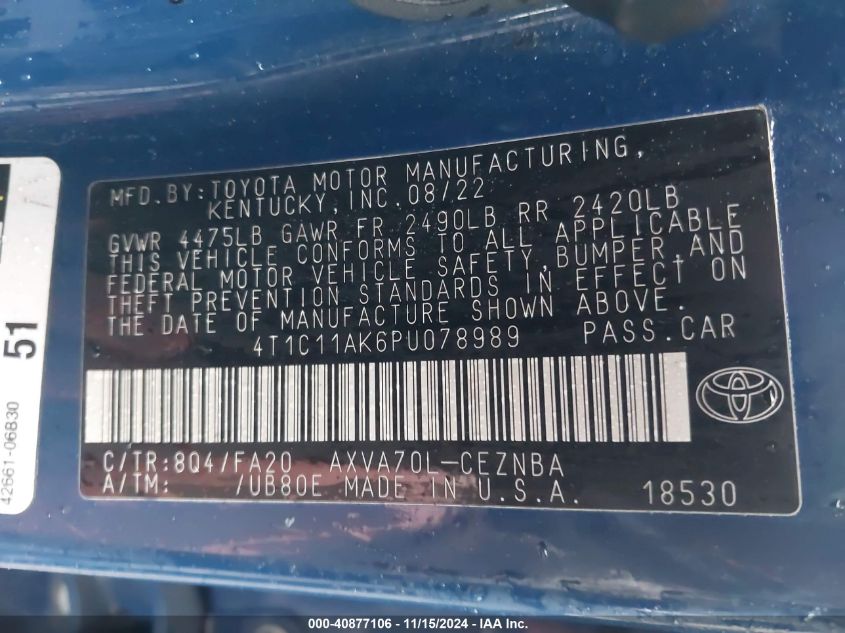 MFD.BY:TOYOTA MOTOR MANUFACTURING,
KENTUCKY, INC.08/22
GVWR 4475LB GAWR FR 2490LB RR 2420LB
THIS VEHICLE CONFORMS TO ALL APPLICABLE
FEDERAL MOTOR VEHICLE SAFETY, BUMPER, AND
THEFT PREVENTION STANDARDS IN EFFECT ON
THE DATE OF MANUFACTURE SHOWN ABOVE.
4T1C11AK6PU078989 PASS.CAR
C/TR:8Q4/FA20 AXVA70L-CEZNBA
A/TM: /UB80E MADE IN U.S.A. 18530
51
42661-06B30
000-40877106 - 11/15/2024 - IAA Inc.